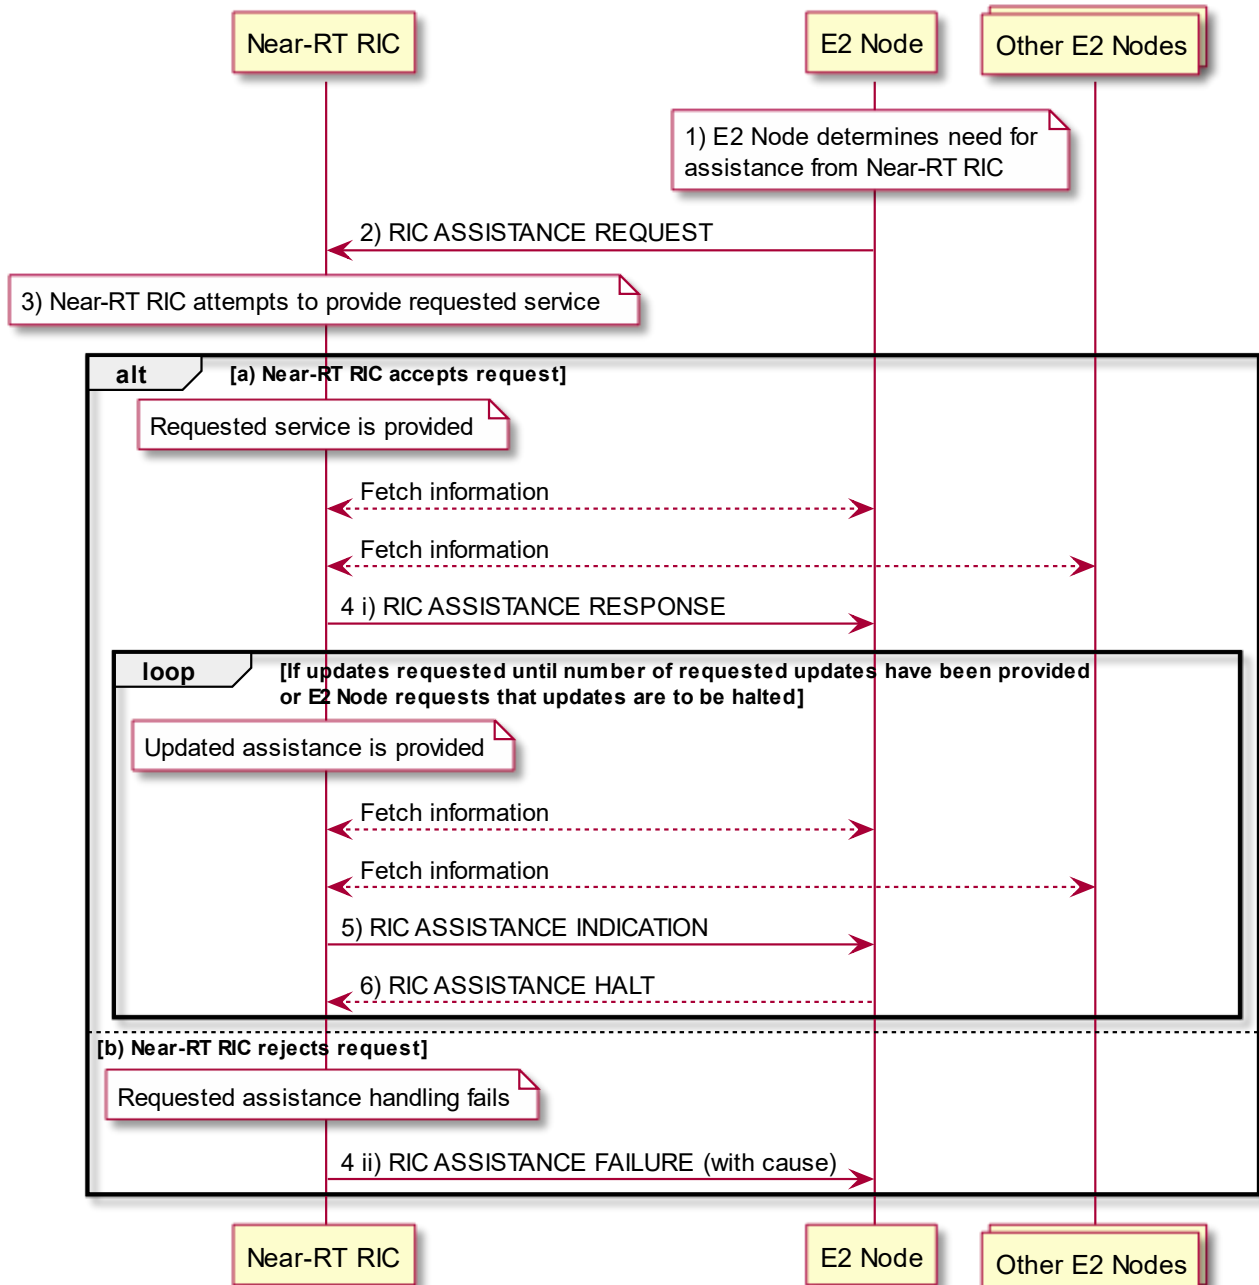 Near-RT RIC
E2 Node
Other E2 Nodes
1) E2 Node determines need for
assistance from Near-RT RIC
2) RIC ASSISTANCE REQUEST
3) Near-RT RIC attempts to provide requested service
alt
[a) Near-RT RIC accepts request]
Requested service is provided
Fetch information
Fetch information
4 i) RIC ASSISTANCE RESPONSE
loop
[If updates requested until number of requested updates have been provided
or E2 Node requests that updates are to be halted]
Updated assistance is provided
Fetch information
Fetch information
5) RIC ASSISTANCE INDICATION
6) RIC ASSISTANCE HALT
[b) Near-RT RIC rejects request]
Requested assistance handling fails
4 ii) RIC ASSISTANCE FAILURE (with cause)
Near-RT RIC
E2 Node
Other E2 Nodes